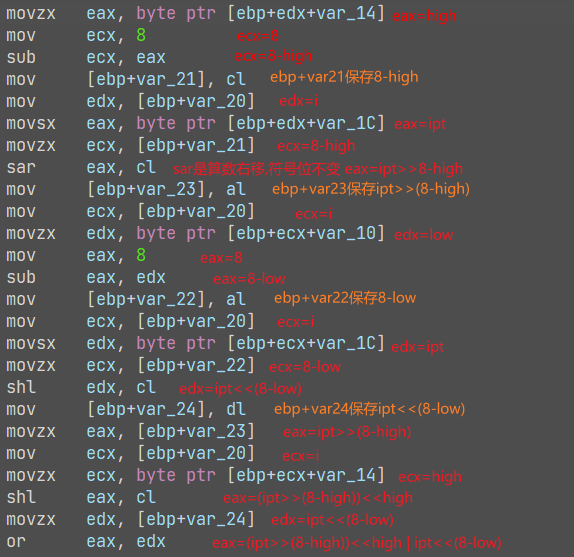 movzx eax, byte ptr [ebp+edx+var_14] eax=high
mov ecx, 8 ecx=8
sub ecx, eax ecx=8-high
mov [ebp+var_21], cl ebp+var21保存8-high
mov edx, [ebp+var_20] edx=i
movsx eax, byte ptr [ebp+edx+var_1C] eax=ipt
movzx ecx, [ebp+var_21] ecx=8-high
sar eax, cl sar是算数右移,符号位不变 eax=ipt>>8-high
mov [ebp+var_23], al ebp+var23保存ipt>>(8-high)
mov ecx, [ebp+var_20] ecx=i
movzx edx, byte ptr [ebp+ecx+var_10] edx=low
mov eax, 8 eax=8
sub eax, edx eax=8-low
mov [ebp+var_22], al ebp+var22保存8-low
mov ecx, [ebp+var_20] ecx=i
movsx edx, byte ptr [ebp+ecx+var_1C] edx=ipt
movzx ecx, [ebp+var_22] ecx=8-low
shl edx, cl edx=ipt<<(8-low)
mov [ebp+var_24], dl ebp+var24保存ipt<<(8-low)
movzx eax, [ebp+var_23] eax=ipt>>(8-high)
mov ecx, [ebp+var_20] ecx=i
movzx ecx, byte ptr [ebp+ecx+var_14] ecx=high
shl eax, cl eax=(ipt>>(8-high))<<high
movzx edx, [ebp+var_24] edx=ipt<<(8-low)
or eax, edx eax=(ipt>>(8-high))<<high | ipt<<(8-low)